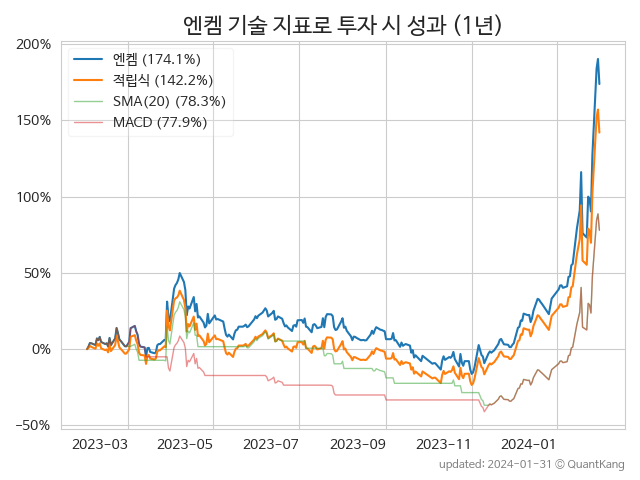 엔켐 기술 지표로 투자 시 성과 (1년)
200%
150%
100%
50%
0%
−50%
엔켐 (174.1%)
적립식 (142.2%)
SMA(20) (78.3%)
MACD (77.9%)
2023-03 2023-05 2023-07 2023-09 2023-11 2024-01
updated: 2024-01-31 © QuantKang